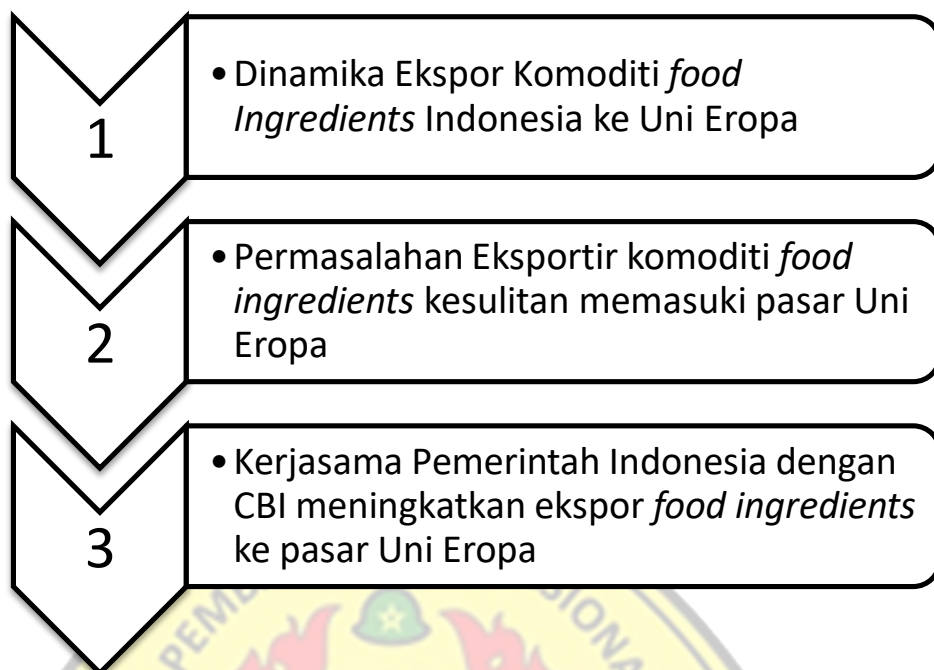 1
• Dinamika Ekspor Komoditi food
Ingredients Indonesia ke Uni Eropa
2
• Permasalahan Eksportir komoditi food
ingredients kesulitan memasuki pasar Uni
Eropa
3
• Kerjasama Pemerintah Indonesia dengan
CBI meningkatkan ekspor food ingredients
ke pasar Uni Eropa